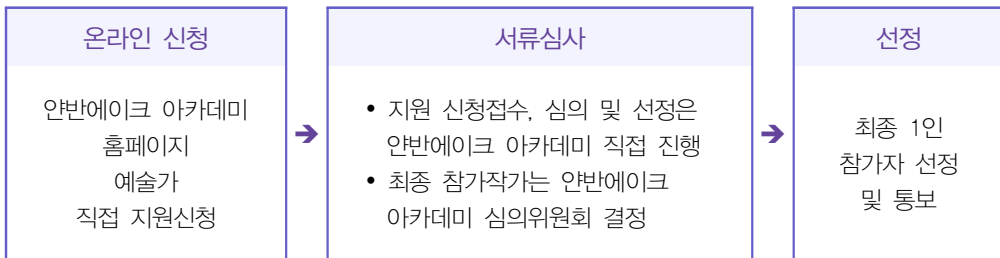 온라인 신청
얀반에이크 아카데미
홈페이지
예술가
직접 지원신청
➔
서류심사
• 지원 신청접수, 심의 및 선정은
얀반에이크 아카데미 직접 진행
• 최종 참가작가는 얀반에이크
아카데미 심의위원회 결정
➔
선정
최종 1인
참가자 선정
및 통보